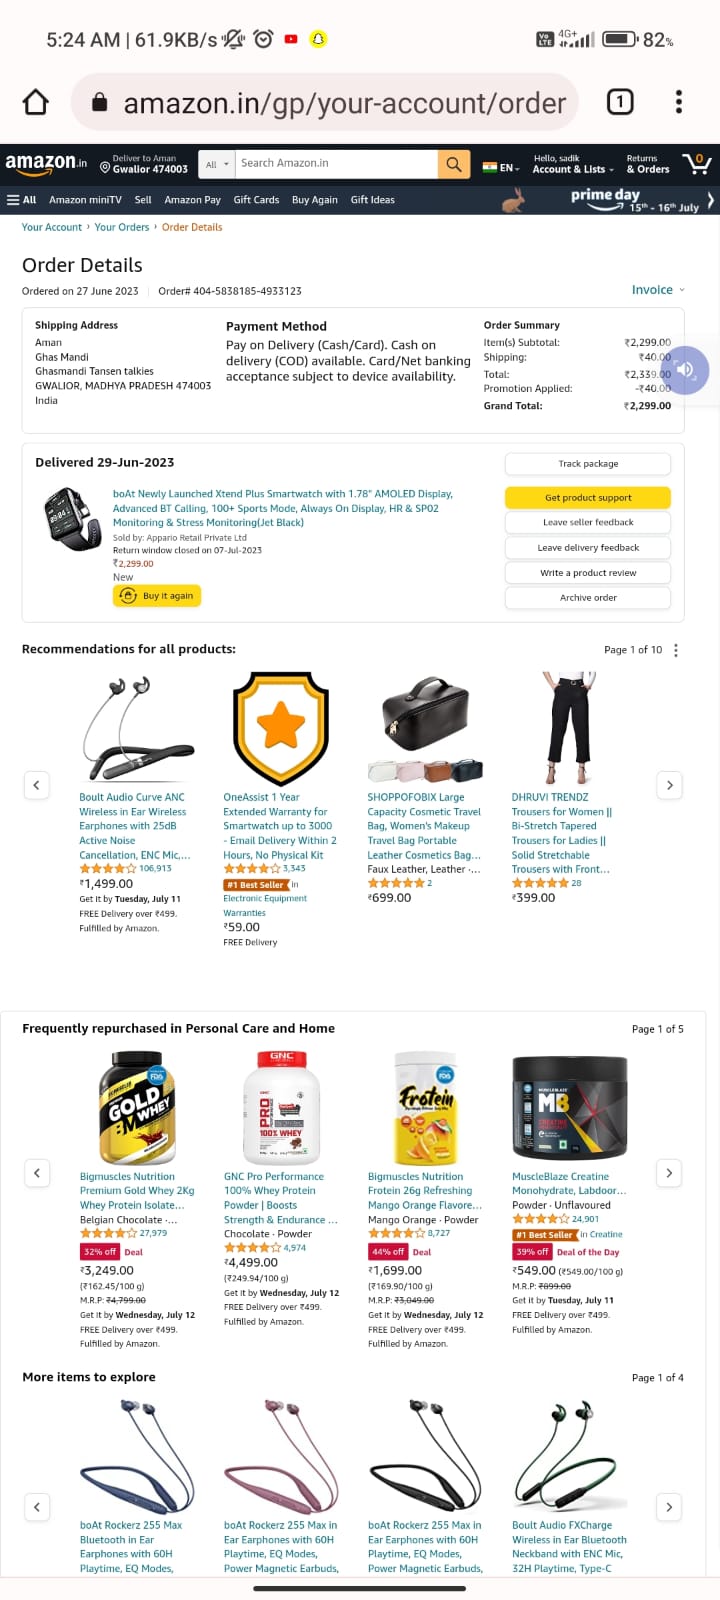 5:24 AM | 61.9KB/s
Vo LTE 4G+ 82%
amazon.in/gp/your-account/order
1
amazon.in
Deliver to Aman
Gwalior 474003
All
Search Amazon.in
EN
Hello, sadik
Account & Lists
Returns
& Orders
0
All Amazon miniTV Sell Amazon Pay Gift Cards Buy Again Gift Ideas
prime day
15th - 16th July
Your Account › Your Orders › Order Details
Order Details
Ordered on 27 June 2023 | Order# 404-5838185-4933123
Invoice
Shipping Address
Aman
Ghas Mandi
Ghasmandi Tansen talkies
GWALIOR, MADHYA PRADESH 474003
India
Payment Method
Pay on Delivery (Cash/Card). Cash on
delivery (COD) available. Card/Net banking
acceptance subject to device availability.
Order Summary
Item(s) Subtotal: ₹2,299.00
Shipping: ₹40.00
Total: ₹2,339.00
Promotion Applied: -₹40.00
Grand Total: ₹2,299.00
Delivered 29-Jun-2023
boAt Newly Launched Xtend Plus Smartwatch with 1.78" AMOLED Display,
Advanced BT Calling, 100+ Sports Mode, Always On Display, HR & SP02
Monitoring & Stress Monitoring(Jet Black)
Sold by: Appario Retail Private Ltd
Return window closed on 07-Jul-2023
₹2,299.00
New
Buy it again
Track package
Get product support
Leave seller feedback
Leave delivery feedback
Write a product review
Archive order
Recommendations for all products:
Page 1 of 10
Boult Audio Curve ANC
Wireless in Ear Wireless
Earphones with 25dB
Active Noise
Cancellation, ENC Mic,...
106,913
₹1,499.00
Get it by Tuesday, July 11
FREE Delivery over ₹499.
Fulfilled by Amazon.
OneAssist 1 Year
Extended Warranty for
Smartwatch up to 3000
- Email Delivery Within 2
Hours, No Physical Kit
3,343
#1 Best Seller in
Electronic Equipment
Warranties
₹59.00
FREE Delivery
SHOPPOFOBIX Large
Capacity Cosmetic Travel
Bag, Women's Makeup
Travel Bag Portable
Leather Cosmetics Bag...
Faux Leather, Leather ·...
2
₹699.00
DHRUVI TRENDZ
Trousers for Women ||
Bi-Stretch Tapered
Trousers for Ladies ||
Solid Stretchable
Trousers with Front...
28
₹399.00
Frequently repurchased in Personal Care and Home
Page 1 of 5
GOLD
WHEY
GNC
PRO
100% WHEY
Frotein
MUSCLEBLAZE
MB
CREATINE
Bigmuscles Nutrition
Premium Gold Whey 2Kg
Whey Protein Isolate...
Belgian Chocolate ·...
27,979
32% off Deal
₹3,249.00
(₹162.45/100 g)
M.R.P: ₹4,799.00
Get it by Wednesday, July 12
FREE Delivery over ₹499.
Fulfilled by Amazon.
GNC Pro Performance
100% Whey Protein
Powder | Boosts
Strength & Endurance ...
Chocolate · Powder
4,974
₹4,499.00
(₹249.94/100 g)
Get it by Wednesday, July 12
FREE Delivery over ₹499.
Fulfilled by Amazon.
Bigmuscles Nutrition
Frotein 26g Refreshing
Mango Orange Flavore...
Mango Orange · Powder
8,727
44% off Deal
₹1,699.00
(₹169.90/100 g)
M.R.P: ₹3,049.00
Get it by Wednesday, July 12
FREE Delivery over ₹499.
Fulfilled by Amazon.
MuscleBlaze Creatine
Monohydrate, Labdoor...
Powder · Unflavoured
24,901
#1 Best Seller in Creatine
39% off Deal of the Day
₹549.00 (₹549.00/100 g)
M.R.P: ₹899.00
Get it by Tuesday, July 11
FREE Delivery over ₹499.
Fulfilled by Amazon.
More items to explore
Page 1 of 4
boAt Rockerz 255 Max
Bluetooth in Ear
Earphones with 60H
Playtime, EQ Modes,
boAt Rockerz 255 Max in
Ear Earphones with 60H
Playtime, EQ Modes,
Power Magnetic Earbuds,
boAt Rockerz 255 Max in
Ear Earphones with 60H
Playtime, EQ Modes,
Power Magnetic Earbuds,
Boult Audio FXCharge
Wireless in Ear Bluetooth
Neckband with ENC Mic,
32H Playtime, Type-C